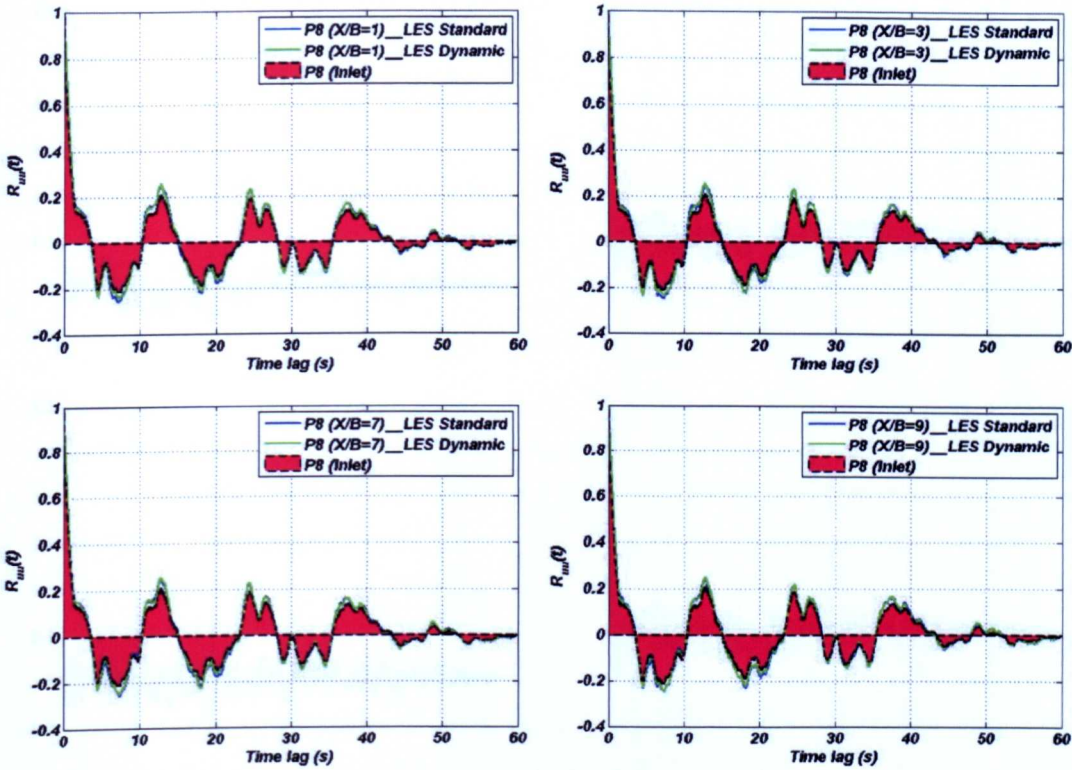 P8 (X/B=1)__LES Standard
P8 (X/B=1)__LES Dynamic
P8 (Inlet)
1
0.8
0.6
0.4
0.2
0
-0.2
-0.4
R_uu(t)
0 10 20 30 40 50 60
Time lag (s)
P8 (X/B=3)__LES Standard
P8 (X/B=3)__LES Dynamic
P8 (Inlet)
1
0.8
0.6
0.4
0.2
0
-0.2
-0.4
R_uu(t)
0 10 20 30 40 50 60
Time lag (s)
P8 (X/B=7)__LES Standard
P8 (X/B=7)__LES Dynamic
P8 (Inlet)
1
0.8
0.6
0.4
0.2
0
-0.2
-0.4
R_uu(t)
0 10 20 30 40 50 60
Time lag (s)
P8 (X/B=9)__LES Standard
P8 (X/B=9)__LES Dynamic
P8 (Inlet)
1
0.8
0.6
0.4
0.2
0
-0.2
-0.4
R_uu(t)
0 10 20 30 40 50 60
Time lag (s)